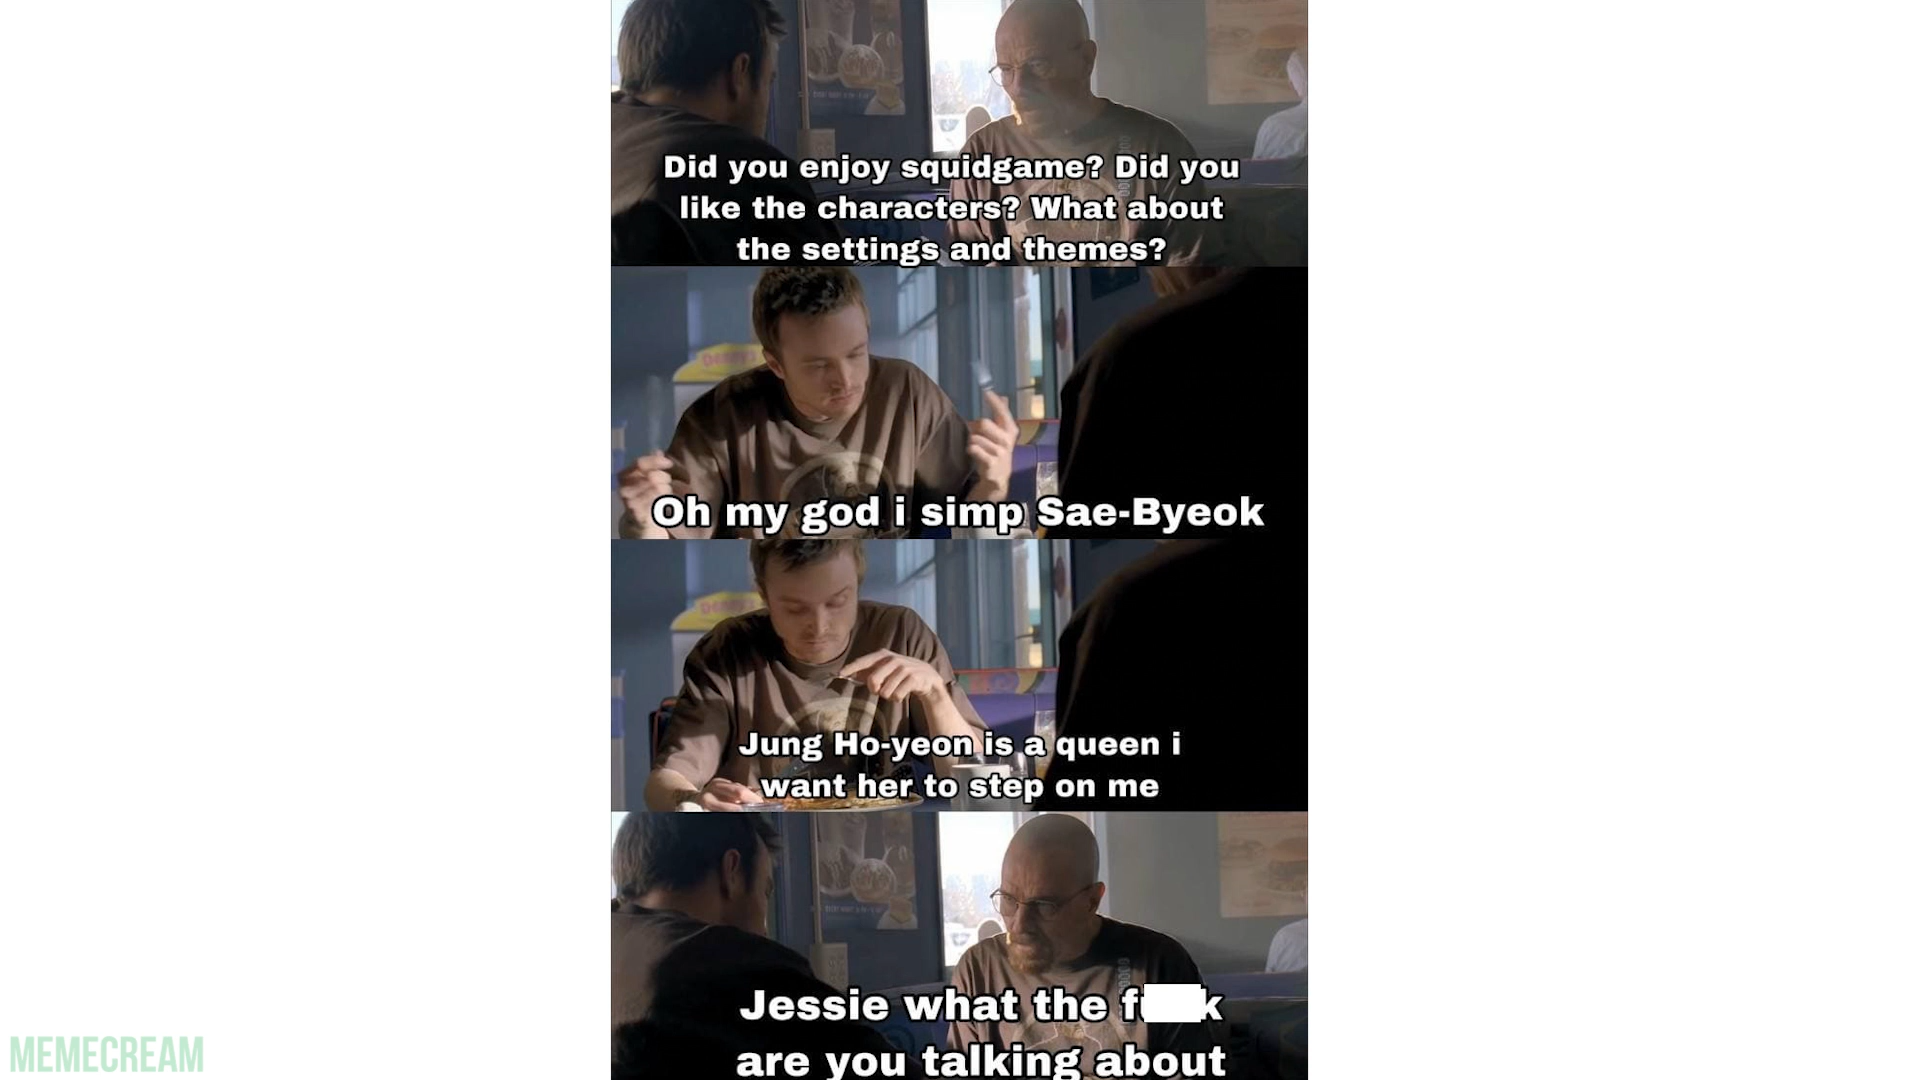 Did you enjoy squidgame? Did you
like the characters? What about
the settings and themes?
Oh my god i simp Sae-Byeok
Jung Ho-yeon is a queen i
want her to step on me
Jessie what the f k
are you talking about
MEMECREAM